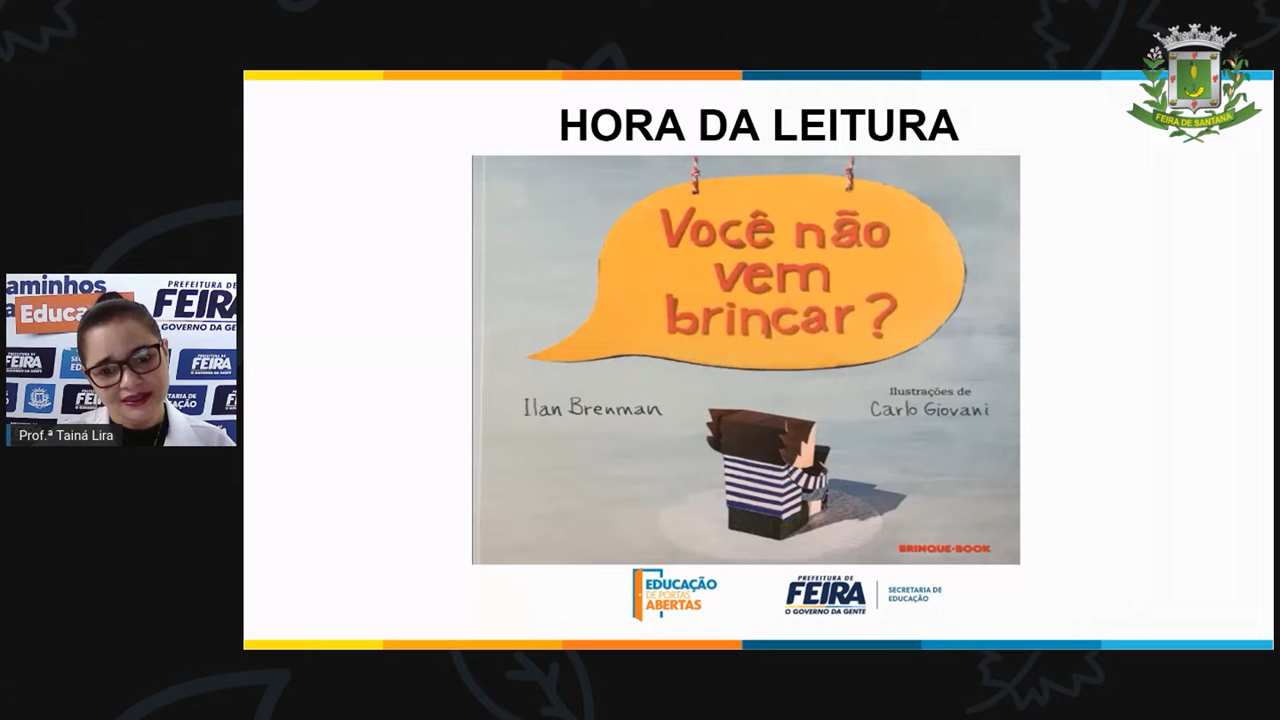 FEIRA DE SANTANA
HORA DA LEITURA
Você não
vem
brincar?
Ilan Brenman
Ilustrações de
Carlo Giovani
BRINQUE-BOOK
EDUCAÇÃO
DE PORTAS
ABERTAS
PREFEITURA DE
FEIRA
O GOVERNO DA GENTE
SECRETARIA DE
EDUCAÇÃO
aminhos
Educa
PREFEITURA DE
FEIRA
GOVERNO DA GENTE
FEIRA
FEIRA
Prof.ª Tainá Lira